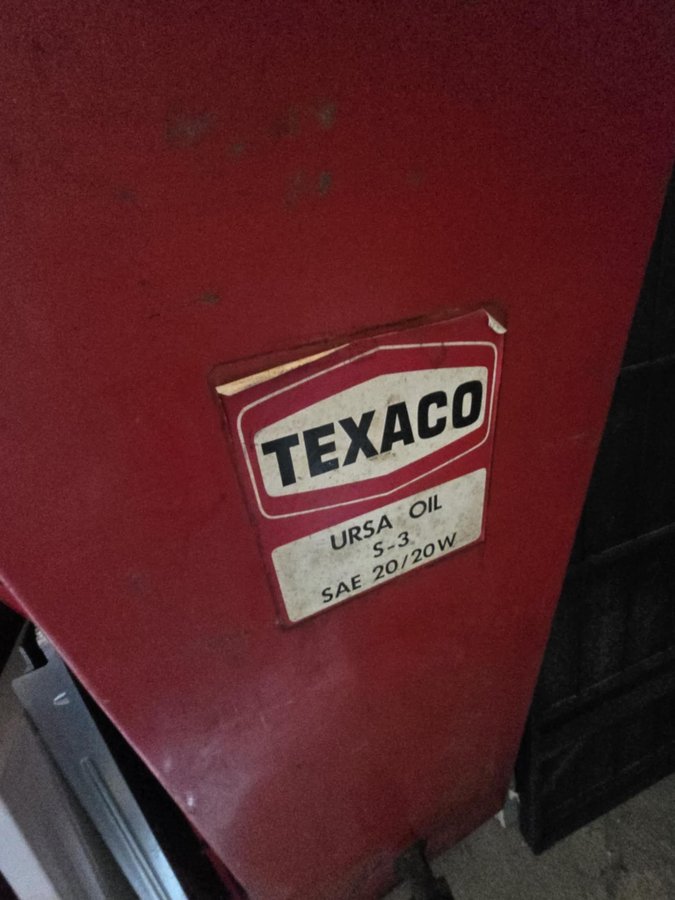 TEXACO
URSA OIL
S-3
SAE 20/20W